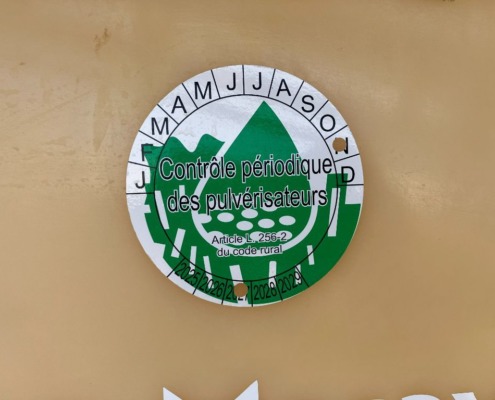 J F M A M J J A S O N D
Contrôle périodique
des pulvérisateurs
Article L. 256-2
du code rural
2025 2026 2027 2028 2029